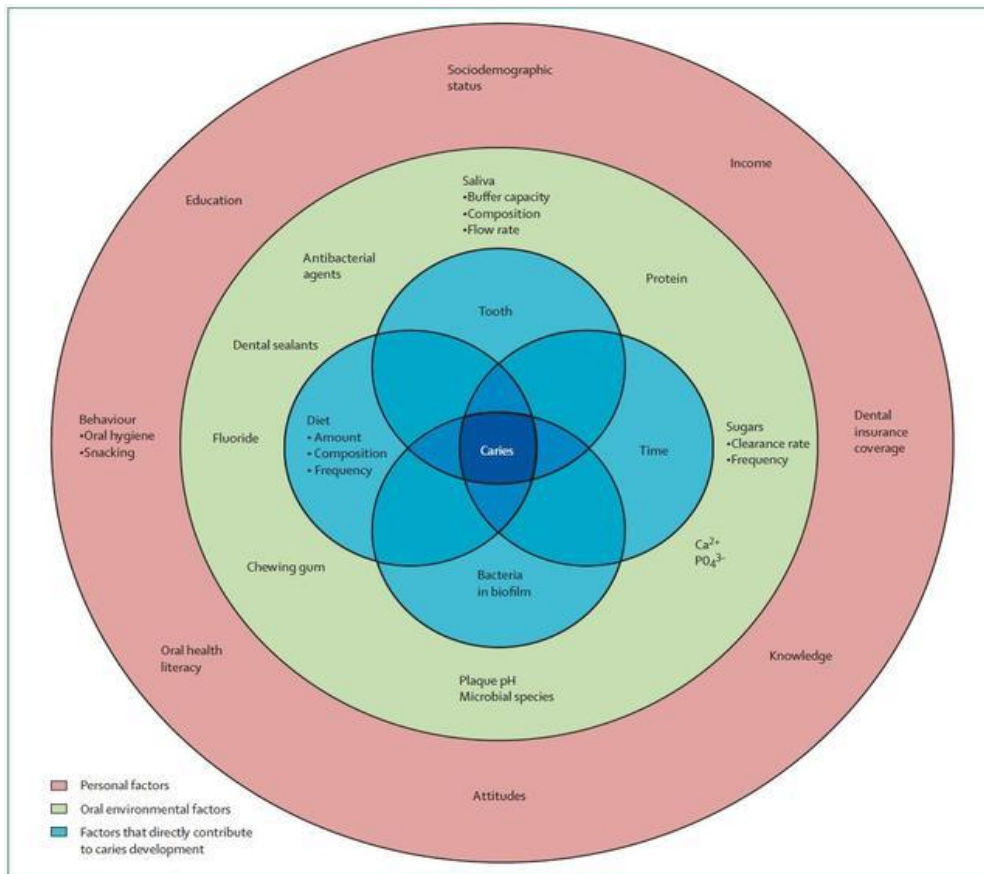 Sociodemographic
status
Income
Education
Saliva
•Buffer capacity
•Composition
•Flow rate
Antibacterial
agents
Protein
Tooth
Dental sealants
Behaviour
•Oral hygiene
•Snacking
Fluoride
Diet
• Amount
• Composition
• Frequency
Caries
Time
Sugars
•Clearance rate
•Frequency
Dental
insurance
coverage
Ca²⁺
PO₄³⁻
Chewing gum
Bacteria
in biofilm
Oral health
literacy
Knowledge
Plaque pH
Microbial species
Attitudes
Personal factors
Oral environmental factors
Factors that directly contribute
to caries development